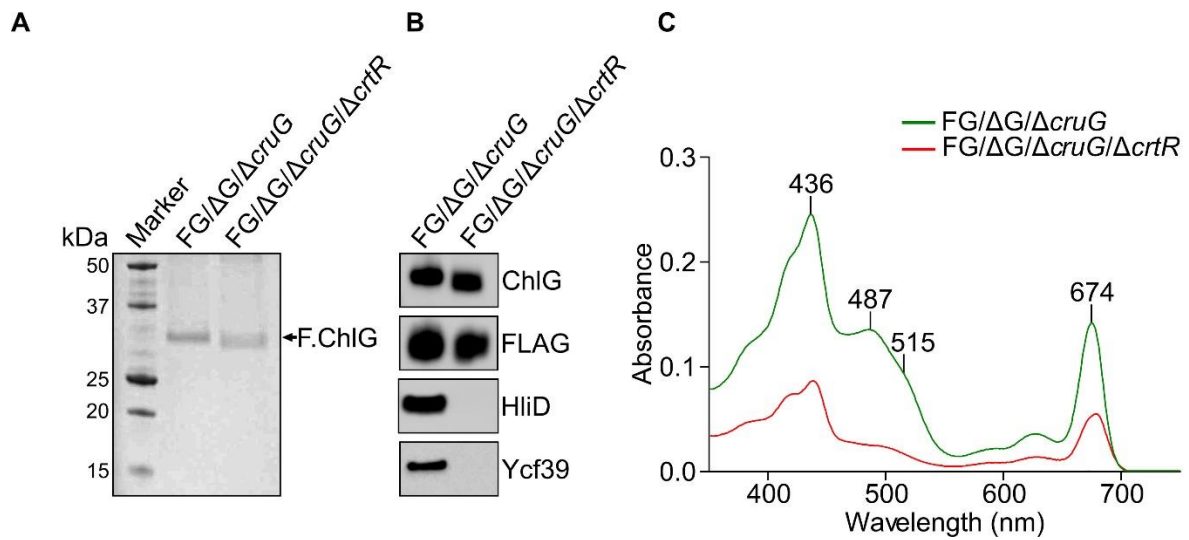 A
kDa
Marker
FG/ΔG/ΔcruG
FG/ΔG/ΔcruG/ΔcrtR
50
37
25
20
15
F.ChlG
B
FG/ΔG/ΔcruG
FG/ΔG/ΔcruG/ΔcrtR
ChlG
FLAG
HliD
Ycf39
C
FG/ΔG/ΔcruG
FG/ΔG/ΔcruG/ΔcrtR
Absorbance
0.3
0.2
0.1
0.0
436
487
515
674
400
500
600
700
Wavelength (nm)